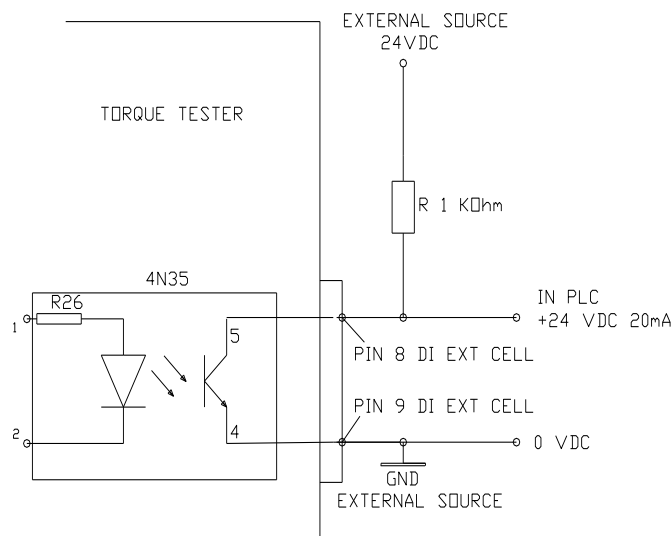 EXTERNAL SOURCE
24VDC
TORQUE TESTER
R 1 KOhm
4N35
R26
1
5
IN PLC
+24 VDC 20mA
PIN 8 DI EXT CELL
PIN 9 DI EXT CELL
2
4
0 VDC
GND
EXTERNAL SOURCE